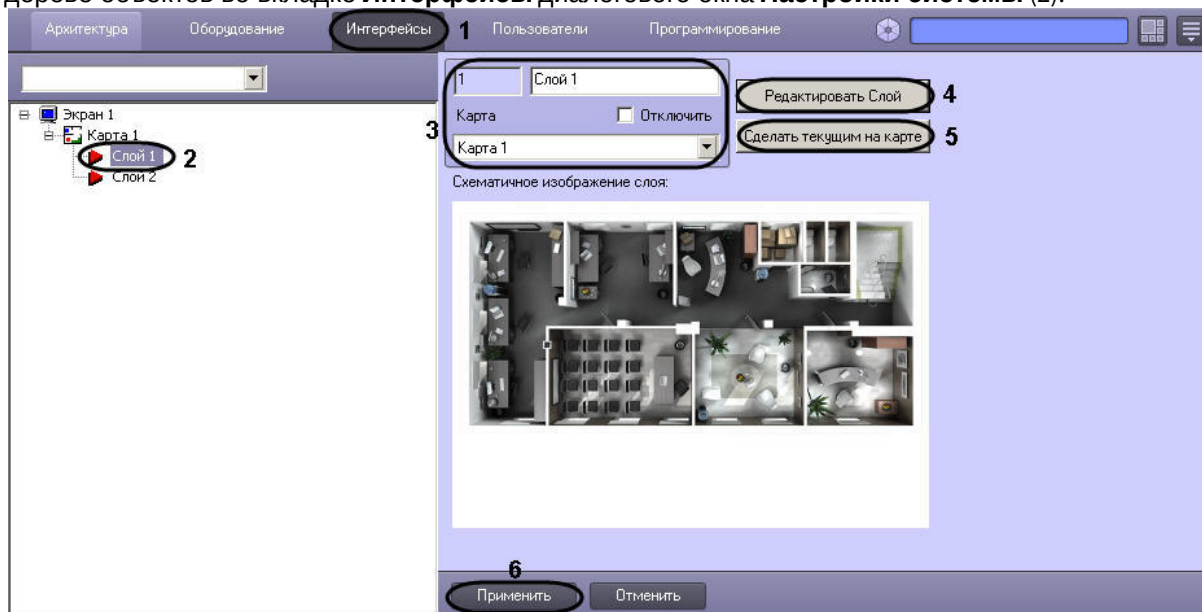 дерево объектов во вкладке Интерфейсы диалогового окна Настройки системы (2).
Архитектура Оборудование Интерфейсы 1 Пользователи Программирование
1 Слой 1
Редактировать Слой 4
Экран 1
Карта Отключить
Карта 1
3
Сделать текущим на карте 5
Слой 1 2
Карта 1
Слой 2
Схематичное изображение слоя:
6
Применить Отменить